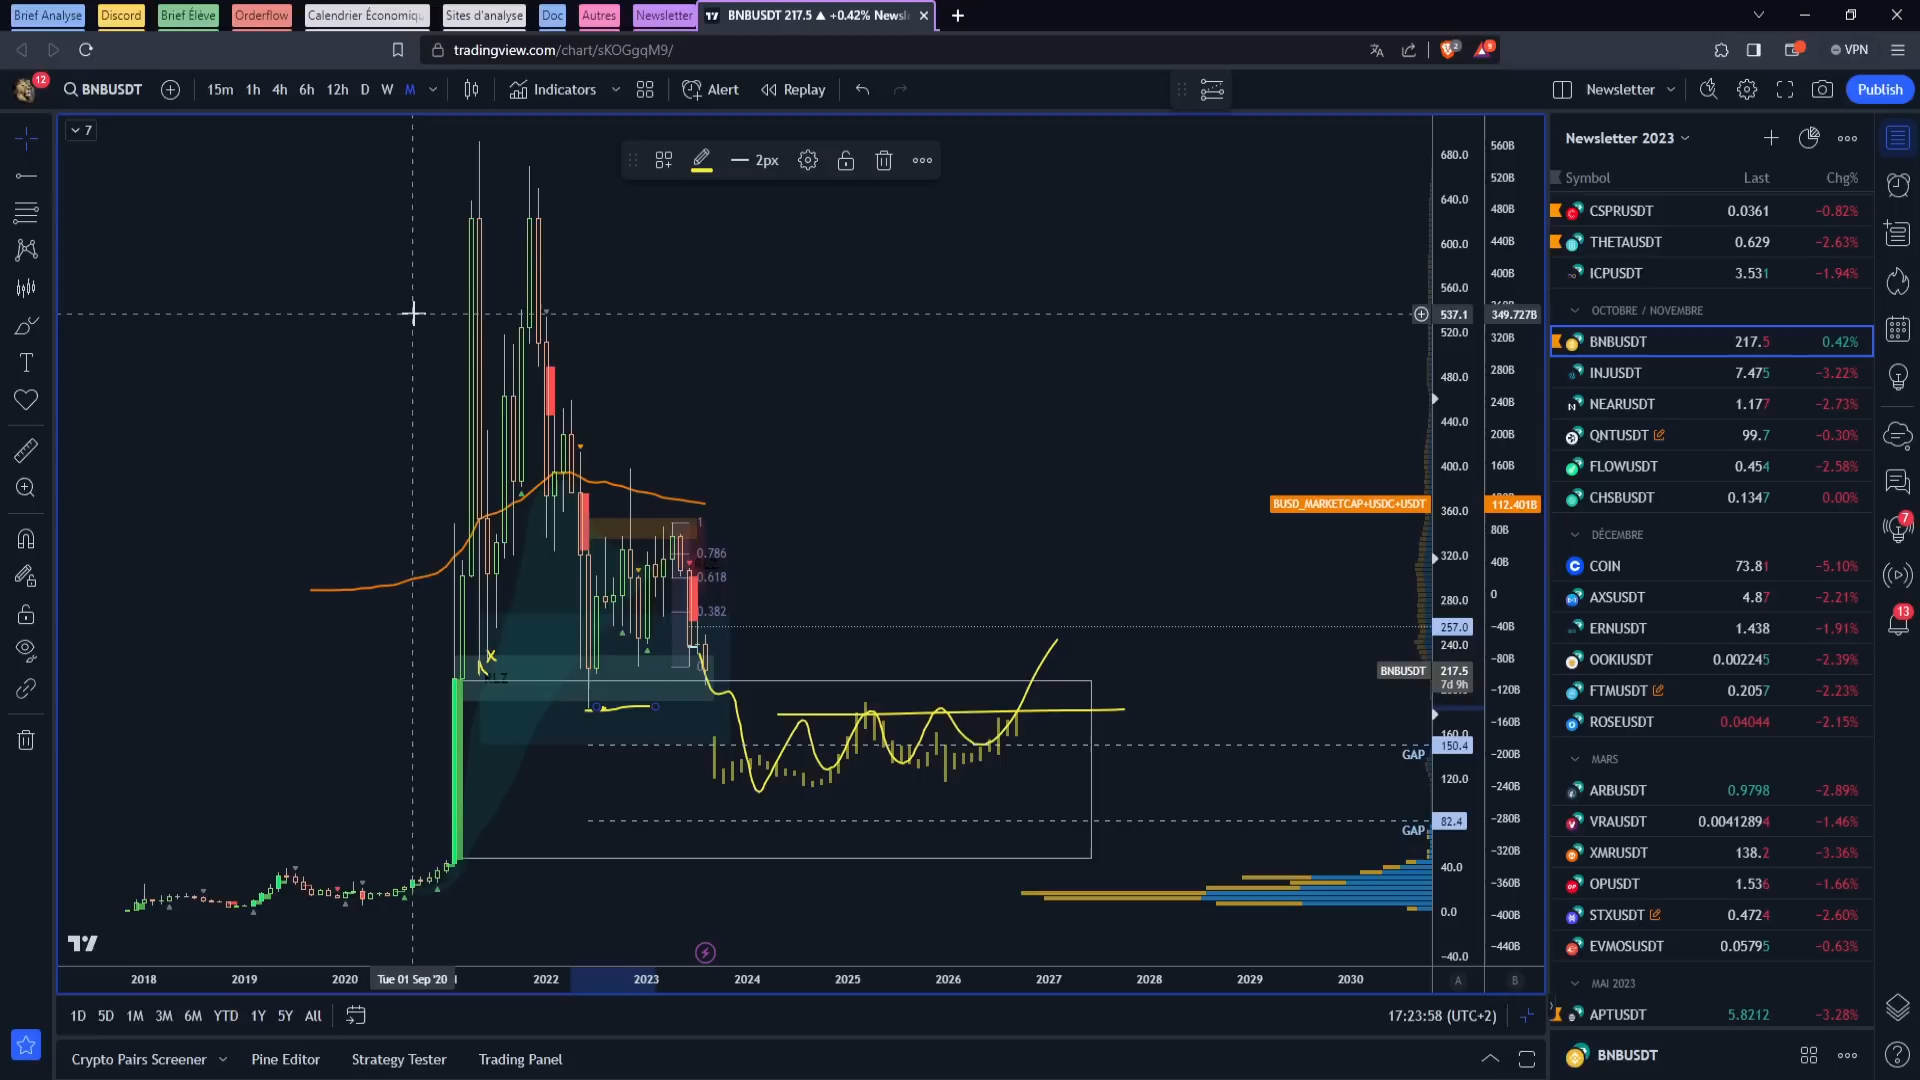 Brief Analyse Discord Brief Élève Orderflow Calendrier Économiqu Sites d'analyse Doc Autres Newsletter BNBUSDT 217.5 ▲ +0.42% Newsl
tradingview.com/chart/sKOGgqM9/ 2 9 VPN
12 BNBUSDT 15m 1h 4h 6h 12h D W M Indicators Alert Replay Newsletter Publish
7
2px
Newsletter 2023
Symbol Last Chg%
CSPRUSDT 0.0361 −0.82%
THETAUSDT 0.629 −2.63%
ICPUSDT 3.531 −1.94%
OCTOBRE / NOVEMBRE
BNBUSDT 217.5 0.42%
INJUSDT 7.475 −3.22%
NEARUSDT 1.177 −2.73%
QNTUSDT 99.7 −0.30%
FLOWUSDT 0.454 −2.58%
CHSBUSDT 0.1347 0.00%
DÉCEMBRE
COIN 73.81 −5.10%
AXSUSDT 4.87 −2.21%
ERNUSDT 1.438 −1.91%
OOKIUSDT 0.002245 −2.39%
FTMUSDT 0.2057 −2.23%
ROSEUSDT 0.04044 −2.15%
MARS
ARBUSDT 0.9798 −2.89%
VRAUSDT 0.00412894 −1.46%
XMRUSDT 138.2 −3.36%
OPUSDT 1.536 −1.66%
STXUSDT 0.4724 −2.60%
EVMOSUSDT 0.05795 −0.63%
MAI 2023
APTUSDT 5.8212 −3.28%
BNBUSDT
7
13
680.0
640.0
600.0
560.0
537.1
520.0
480.0
440.0
400.0
360.0
320.0
280.0
257.0
240.0
BNBUSDT 217.5
7d 9h
160.0
150.4
120.0
82.4
40.0
0.0
−40.0
560B
520B
480B
440B
400B
349.727B
320B
280B
240B
200B
160B
BUSD_MARKETCAP+USDC+USDT 112.401B
80B
40B
0
−40B
−80B
−120B
−160B
−200B
−240B
−280B
−320B
−360B
−400B
−440B
1
0.786
0.618
0.382
0
X
GAP
GAP
2018 2019 2020 Tue 01 Sep '20 2022 2023 2024 2025 2026 2027 2028 2029 2030 A B
1D 5D 1M 3M 6M YTD 1Y 5Y All 17:23:58 (UTC+2)
Crypto Pairs Screener Pine Editor Strategy Tester Trading Panel